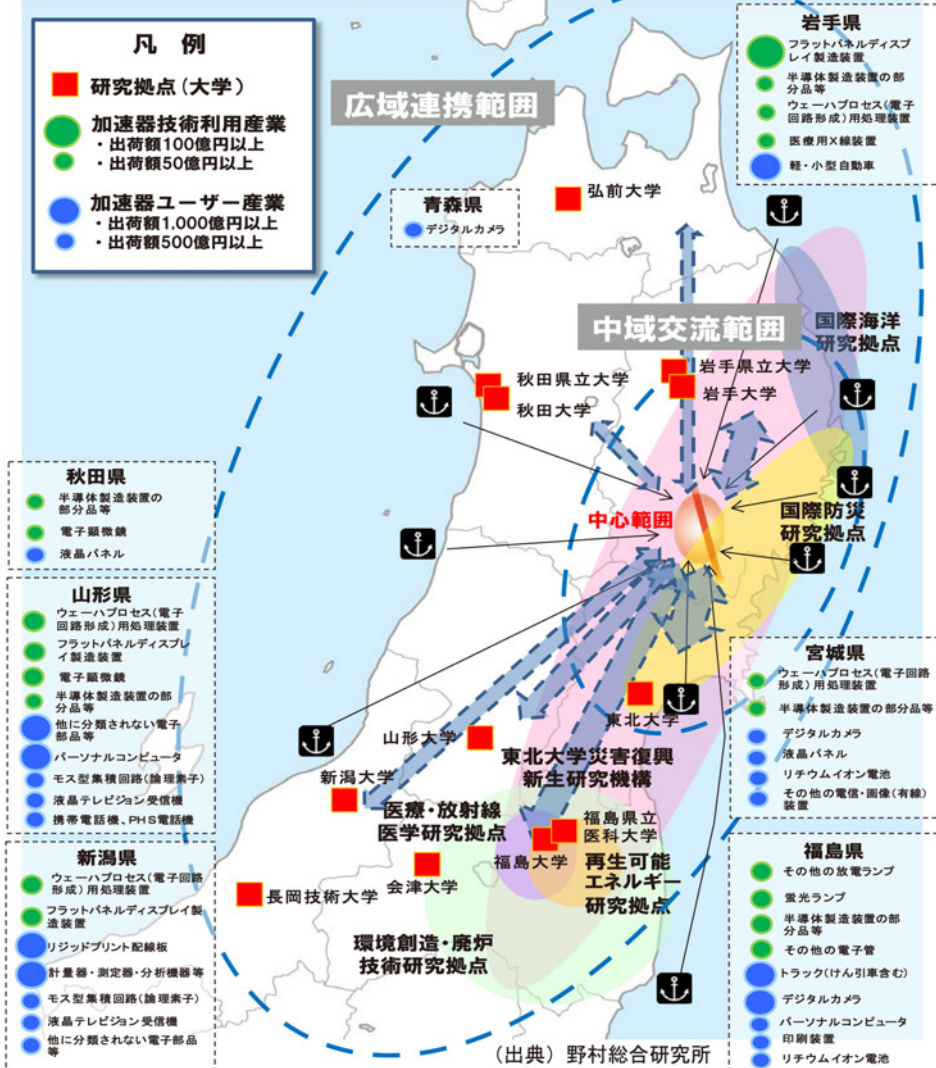 凡 例
研究拠点(大学)
加速器技術利用産業
・出荷額100億円以上
・出荷額50億円以上
加速器ユーザー産業
・出荷額1,000億円以上
・出荷額500億円以上
広域連携範囲
岩手県
フラットパネルディスプ
レイ製造装置
半導体製造装置の部
分品等
ウェーハプロセス(電子
回路形成)用処理装置
医療用X線装置
軽・小型自動車
青森県
デジタルカメラ
弘前大学
中域交流範囲
国際海洋
研究拠点
秋田県立大学
秋田大学
岩手県立大学
岩手大学
中心範囲
国際防災
研究拠点
秋田県
半導体製造装置の
部分品等
電子顕微鏡
液晶パネル
山形県
ウェーハプロセス(電子
回路形成)用処理装置
フラットパネルディスプレ
イ製造装置
電子顕微鏡
半導体製造装置の部
分品等
他に分類されない電子
部品等
パーソナルコンピュータ
モス型集積回路(論理素子)
液晶テレビジョン受信機
携帯電話機、PHS電話機
宮城県
ウェーハプロセス(電子回路
形成)用処理装置
半導体製造装置の部分品等
デジタルカメラ
液晶パネル
リチウムイオン電池
その他の電信・画像(有線)
装置
東北大学
山形大学
東北大学災害復興
新生研究機構
新潟大学
医療・放射線
医学研究拠点
福島県立
医科大学
福島大学
再生可能
エネルギー
研究拠点
会津大学
長岡技術大学
環境創造・廃炉
技術研究拠点
新潟県
ウェーハプロセス(電子回路
形成)用処理装置
フラットパネルディスプレイ製
造装置
リジッドプリント配線板
計量器・測定器・分析機器等
モス型集積回路(論理素子)
液晶テレビジョン受信機
他に分類されない電子部品
等
福島県
その他の放電ランプ
蛍光ランプ
半導体製造装置の部
分品等
その他の電子管
トラック(けん引車含む)
デジタルカメラ
パーソナルコンピュータ
印刷装置
リチウムイオン電池
(出典)野村総合研究所